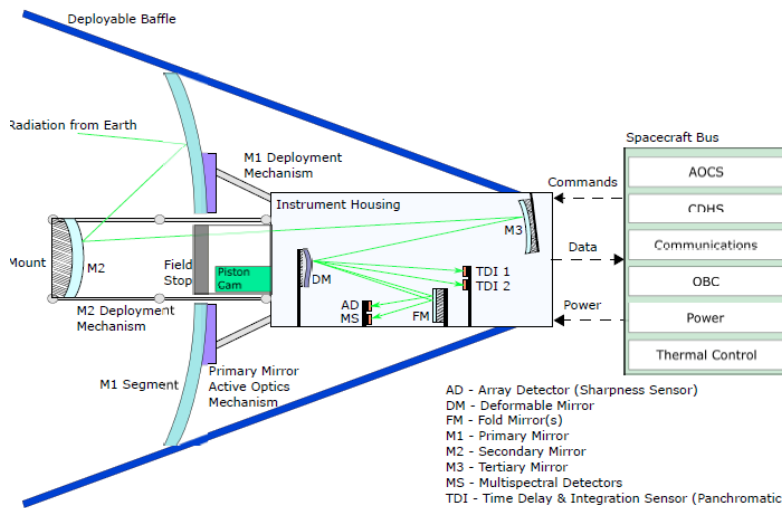 Deployable Baffle
Radiation from Earth
M1 Deployment
Mechanism
Instrument Housing
M3
Mount
M2
Field
Stop
Piston
Cam
DM
TDI 1
TDI 2
AD
MS
FM
M2 Deployment
Mechanism
M1 Segment
Primary Mirror
Active Optics
Mechanism
Commands
Data
Power
Spacecraft Bus
AOCS
CDHS
Communications
OBC
Power
Thermal Control
AD - Array Detector (Sharpness Sensor)
DM - Deformable Mirror
FM - Fold Mirror(s)
M1 - Primary Mirror
M2 - Secondary Mirror
M3 - Tertiary Mirror
MS - Multispectral Detectors
TDI - Time Delay & Integration Sensor (Panchromatic